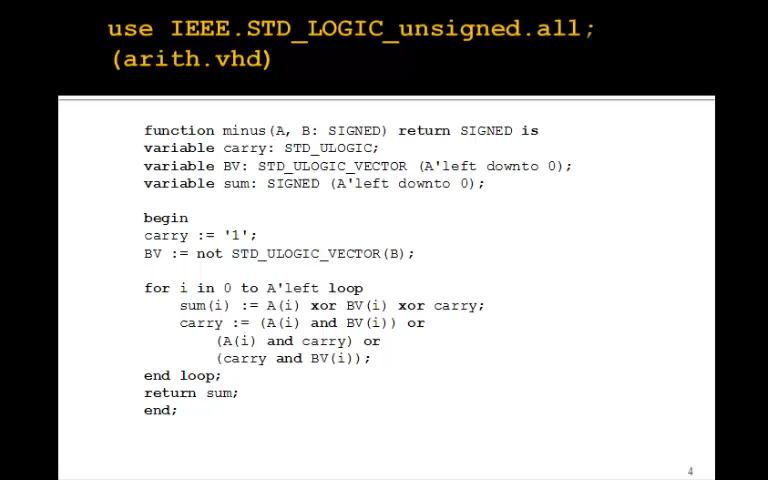 use IEEE.STD_LOGIC_unsigned.all;
(arith.vhd)
function minus(A, B: SIGNED) return SIGNED is
variable carry: STD_ULOGIC;
variable BV: STD_ULOGIC_VECTOR (A'left downto 0);
variable sum: SIGNED (A'left downto 0);
begin
carry := '1';
BV := not STD_ULOGIC_VECTOR(B);
for i in 0 to A'left loop
sum(i) := A(i) xor BV(i) xor carry;
carry := (A(i) and BV(i)) or
(A(i) and carry) or
(carry and BV(i));
end loop;
return sum;
end;
4